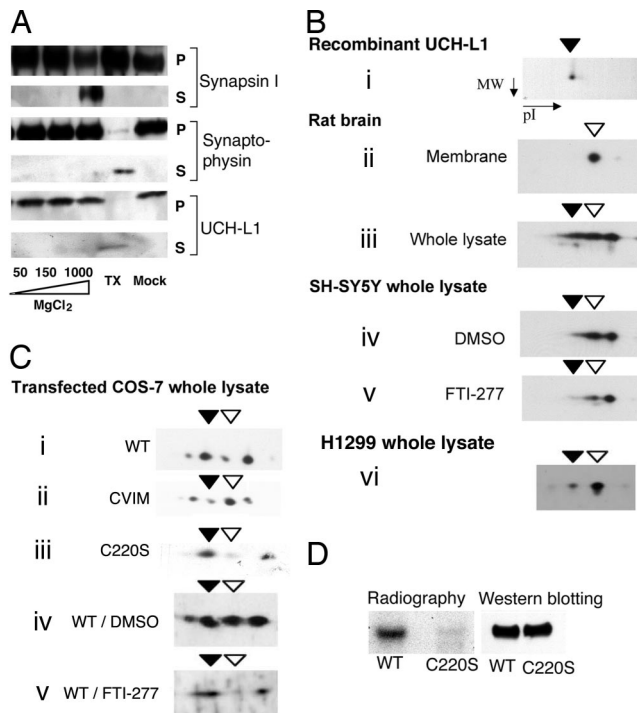 A
P
Synapsin I
S
P
Synapto-
physin
S
P
UCH-L1
S
50 150 1000 TX Mock
MgCl2
B
Recombinant UCH-L1
i
MW
pI
Rat brain
ii Membrane
iii Whole lysate
SH-SY5Y whole lysate
iv DMSO
v FTI-277
H1299 whole lysate
vi
C
Transfected COS-7 whole lysate
i WT
ii CVIM
iii C220S
iv WT / DMSO
v WT / FTI-277
D
Radiography Western blotting
WT C220S WT C220S